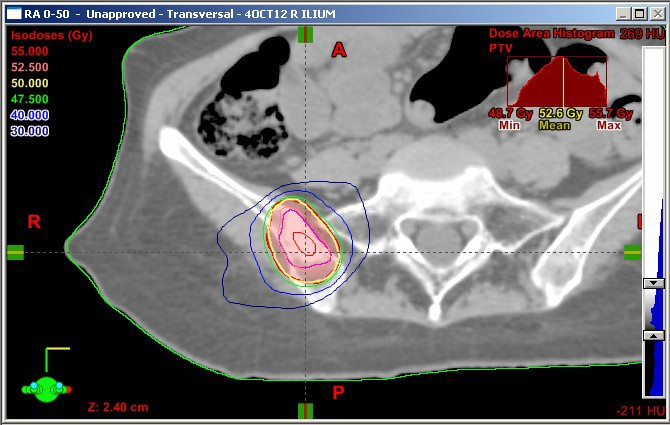 RA 0-50 - Unapproved - Transversal - 4OCT12 R ILIUM
Isodoses (Gy)
55.000
52.500
50.000
47.500
40.000
30.000
A
Dose Area Histogram
269 HU
PTV
48.7 Gy 52.6 Gy 55.7 Gy
Min Mean Max
R
P
Z: 2.40 cm
-211 HU